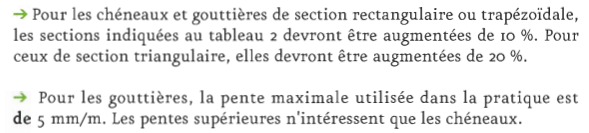 → Pour les chéneaux et gouttières de section rectangulaire ou trapézoïdale,
les sections indiquées au tableau 2 devront être augmentées de 10 %. Pour
ceux de section triangulaire, elles devront être augmentées de 20 %.
→ Pour les gouttières, la pente maximale utilisée dans la pratique est
de 5 mm/m. Les pentes supérieures n'intéressent que les chéneaux.